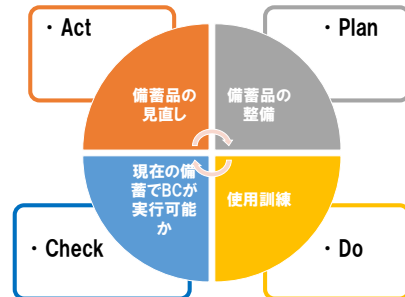 ・Act
・Plan
備蓄品の
見直し
備蓄品の
整備
現在の備
蓄でBCが
実行可能
か
使用訓練
・Check
・Do